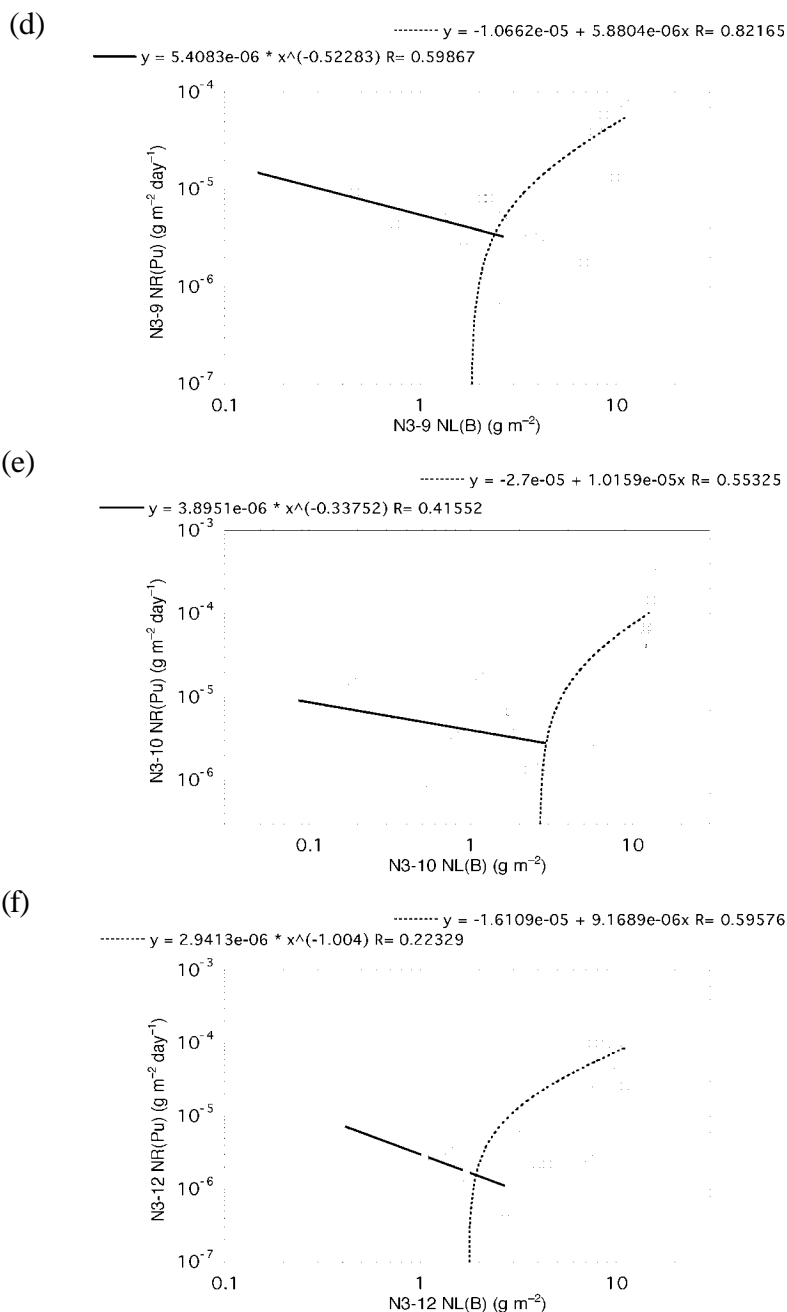 (d)
y = -1.0662e-05 + 5.8804e-06x R= 0.82165
y = 5.4083e-06 * x^(-0.52283) R= 0.59867
10⁻⁴
10⁻⁵
10⁻⁶
10⁻⁷
N3-9 NR(Pu) (g m⁻² day⁻¹)
0.1 1 10
N3-9 NL(B) (g m⁻²)
(e)
y = -2.7e-05 + 1.0159e-05x R= 0.55325
y = 3.8951e-06 * x^(-0.33752) R= 0.41552
10⁻³
10⁻⁴
10⁻⁵
10⁻⁶
N3-10 NR(Pu) (g m⁻² day⁻¹)
0.1 1 10
N3-10 NL(B) (g m⁻²)
(f)
y = -1.6109e-05 + 9.1689e-06x R= 0.59576
y = 2.9413e-06 * x^(-1.004) R= 0.22329
10⁻³
10⁻⁴
10⁻⁵
10⁻⁶
10⁻⁷
N3-12 NR(Pu) (g m⁻² day⁻¹)
0.1 1 10
N3-12 NL(B) (g m⁻²)